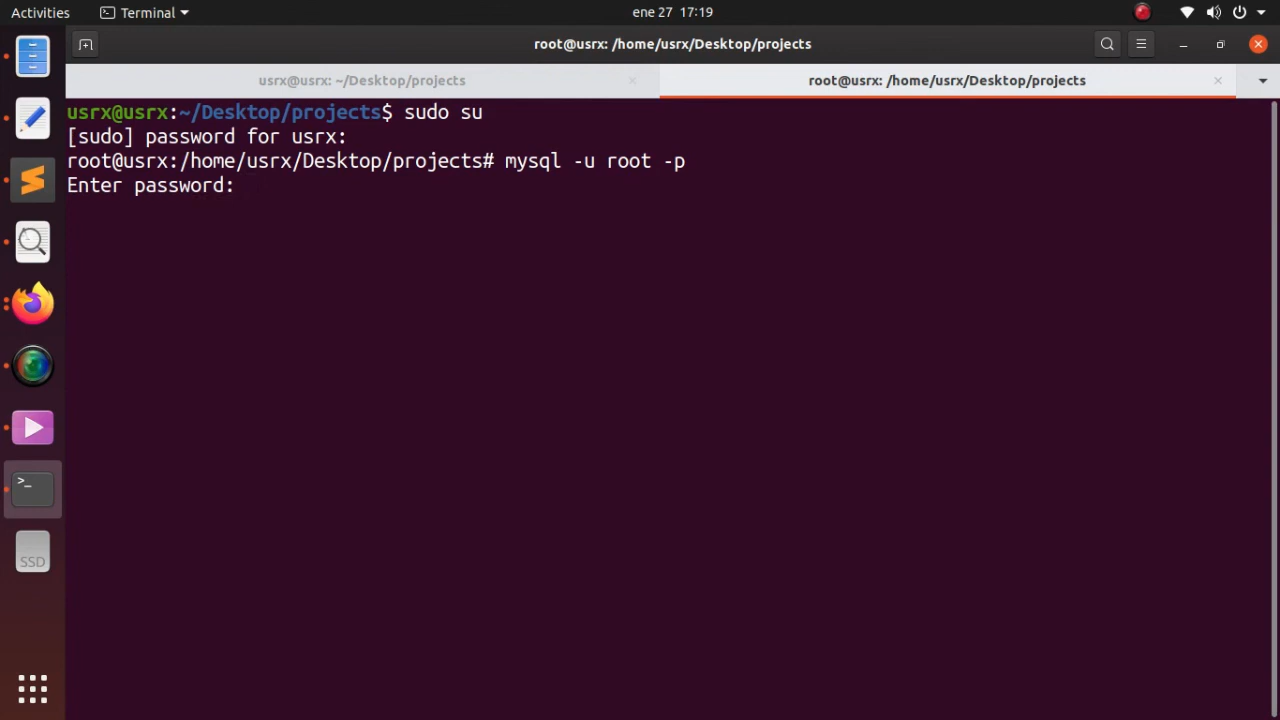 Activities Terminal ene 27 17:19
root@usrx: /home/usrx/Desktop/projects
usrx@usrx: ~/Desktop/projects root@usrx: /home/usrx/Desktop/projects
usrx@usrx:~/Desktop/projects$ sudo su
[sudo] password for usrx:
root@usrx:/home/usrx/Desktop/projects# mysql -u root -p
Enter password:
>_
SSD